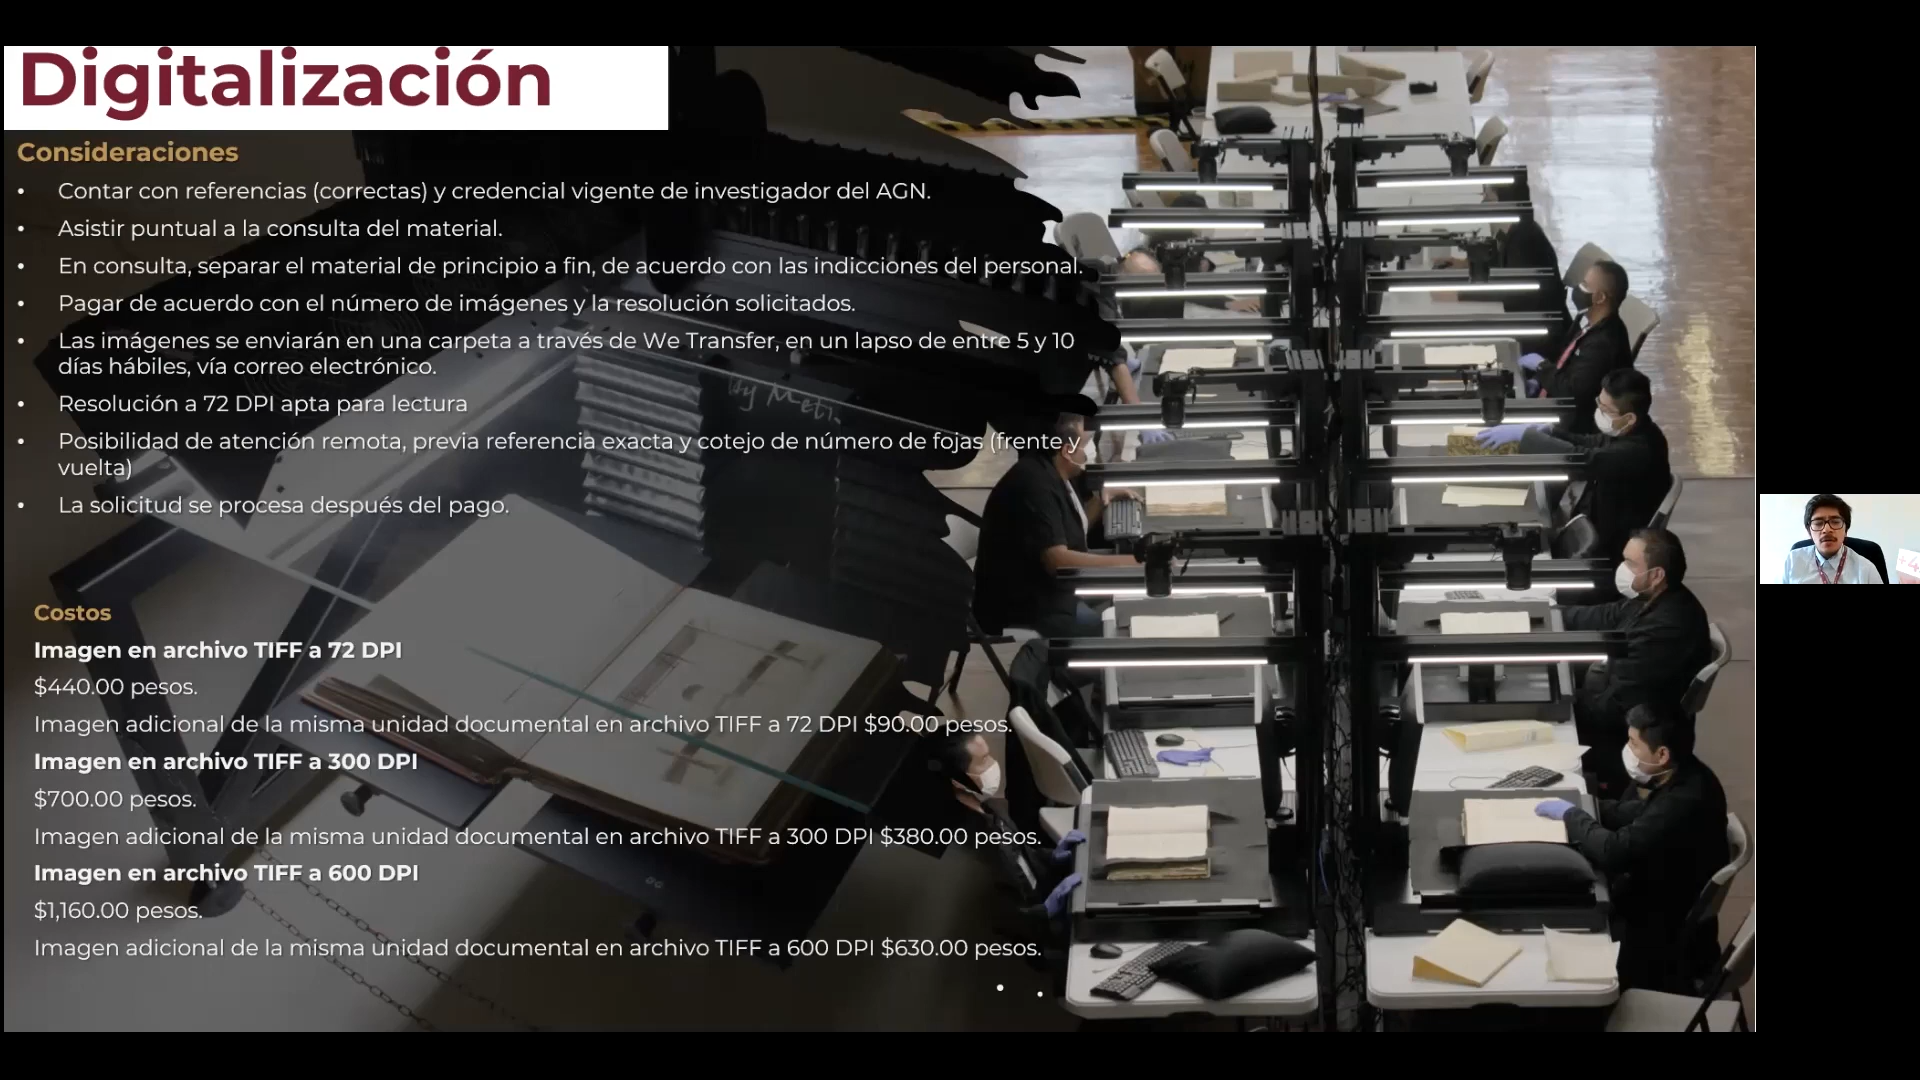 Digitalización
Consideraciones
• Contar con referencias (correctas) y credencial vigente de investigador del AGN.
• Asistir puntual a la consulta del material.
• En consulta, separar el material de principio a fin, de acuerdo con las indicciones del personal.
• Pagar de acuerdo con el número de imágenes y la resolución solicitados.
• Las imágenes se enviarán en una carpeta a través de We Transfer, en un lapso de entre 5 y 10
días hábiles, vía correo electrónico.
• Resolución a 72 DPI apta para lectura
• Posibilidad de atención remota, previa referencia exacta y cotejo de número de fojas (frente y
vuelta)
• La solicitud se procesa después del pago.
Costos
Imagen en archivo TIFF a 72 DPI
$440.00 pesos.
Imagen adicional de la misma unidad documental en archivo TIFF a 72 DPI $90.00 pesos.
Imagen en archivo TIFF a 300 DPI
$700.00 pesos.
Imagen adicional de la misma unidad documental en archivo TIFF a 300 DPI $380.00 pesos.
Imagen en archivo TIFF a 600 DPI
$1,160.00 pesos.
Imagen adicional de la misma unidad documental en archivo TIFF a 600 DPI $630.00 pesos.